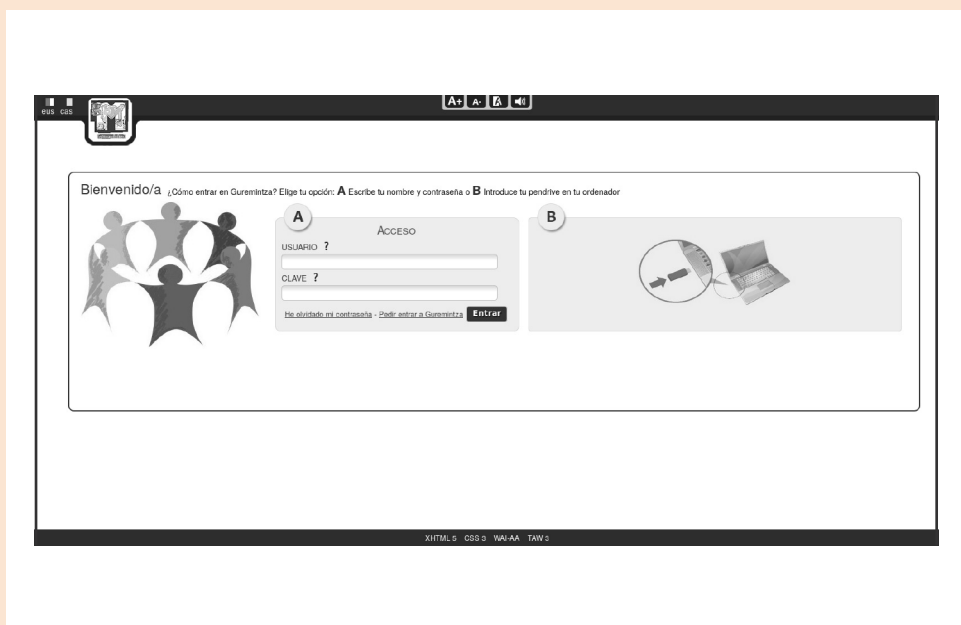 A+ A- A
eus cas
Bienvenido/a ¿Cómo entrar en Guremintza? Elige tu opción: A Escribe tu nombre y contraseña o B Introduce tu pendrive en tu ordenador
A
Acceso
USUARIO ?
CLAVE ?
He olvidado mi contraseña - Pedir entrar a Guremintza Entrar
B
XHTML 5 CSS 3 WAI-AA TAW 3